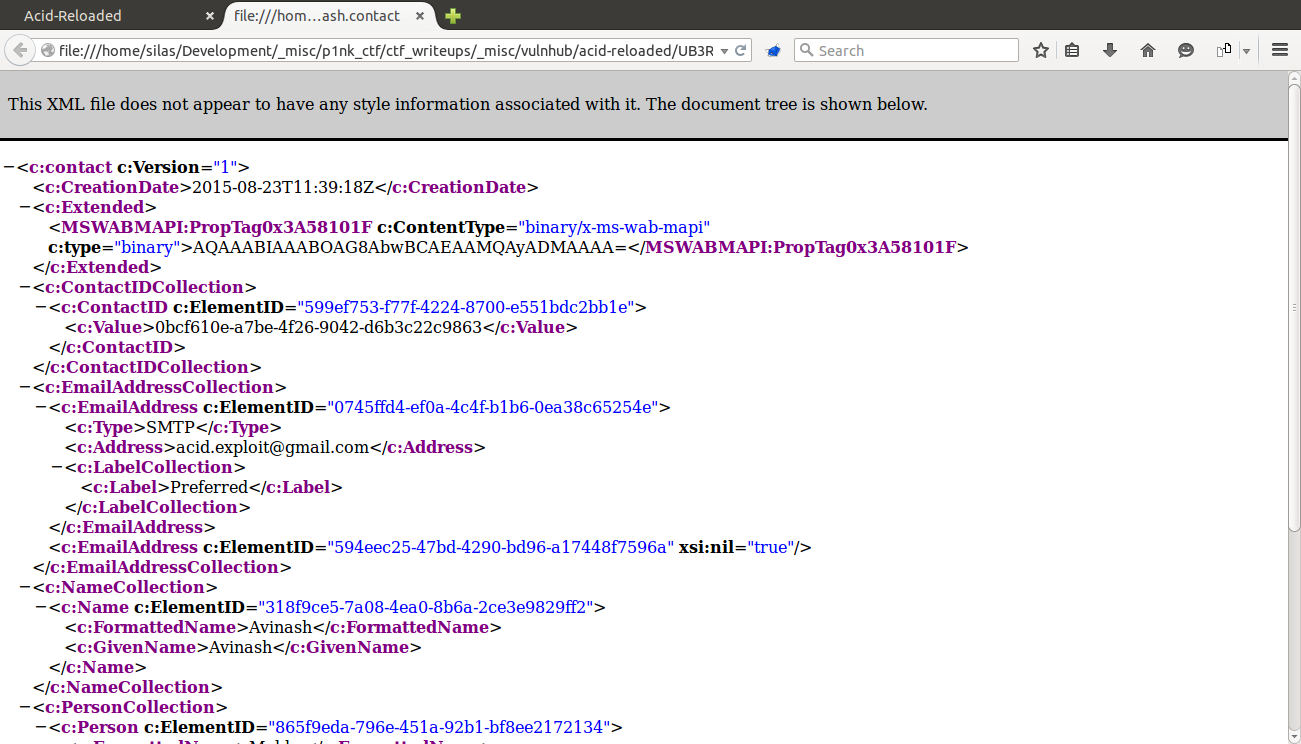 Acid-Reloaded
file:///hom...ash.contact
file:///home/silas/Development/_misc/p1nk_ctf/ctf_writeups/_misc/vulnhub/acid-reloaded/UB3R
Search
This XML file does not appear to have any style information associated with it. The document tree is shown below.
−<c:contact c:Version="1">
<c:CreationDate>2015-08-23T11:39:18Z</c:CreationDate>
−<c:Extended>
<MSWABMAPI:PropTag0x3A58101F c:ContentType="binary/x-ms-wab-mapi"
c:type="binary">AQAAABIAAABOAG8AbwBCAEAAMQAyADMAAAA=</MSWABMAPI:PropTag0x3A58101F>
</c:Extended>
−<c:ContactIDCollection>
−<c:ContactID c:ElementID="599ef753-f77f-4224-8700-e551bdc2bb1e">
<c:Value>0bcf610e-a7be-4f26-9042-d6b3c22c9863</c:Value>
</c:ContactID>
</c:ContactIDCollection>
−<c:EmailAddressCollection>
−<c:EmailAddress c:ElementID="0745ffd4-ef0a-4c4f-b1b6-0ea38c65254e">
<c:Type>SMTP</c:Type>
<c:Address>acid.exploit@gmail.com</c:Address>
−<c:LabelCollection>
<c:Label>Preferred</c:Label>
</c:LabelCollection>
</c:EmailAddress>
<c:EmailAddress c:ElementID="594eec25-47bd-4290-bd96-a17448f7596a" xsi:nil="true"/>
</c:EmailAddressCollection>
−<c:NameCollection>
−<c:Name c:ElementID="318f9ce5-7a08-4ea0-8b6a-2ce3e9829ff2">
<c:FormattedName>Avinash</c:FormattedName>
<c:GivenName>Avinash</c:GivenName>
</c:Name>
</c:NameCollection>
−<c:PersonCollection>
−<c:Person c:ElementID="865f9eda-796e-451a-92b1-bf8ee2172134">